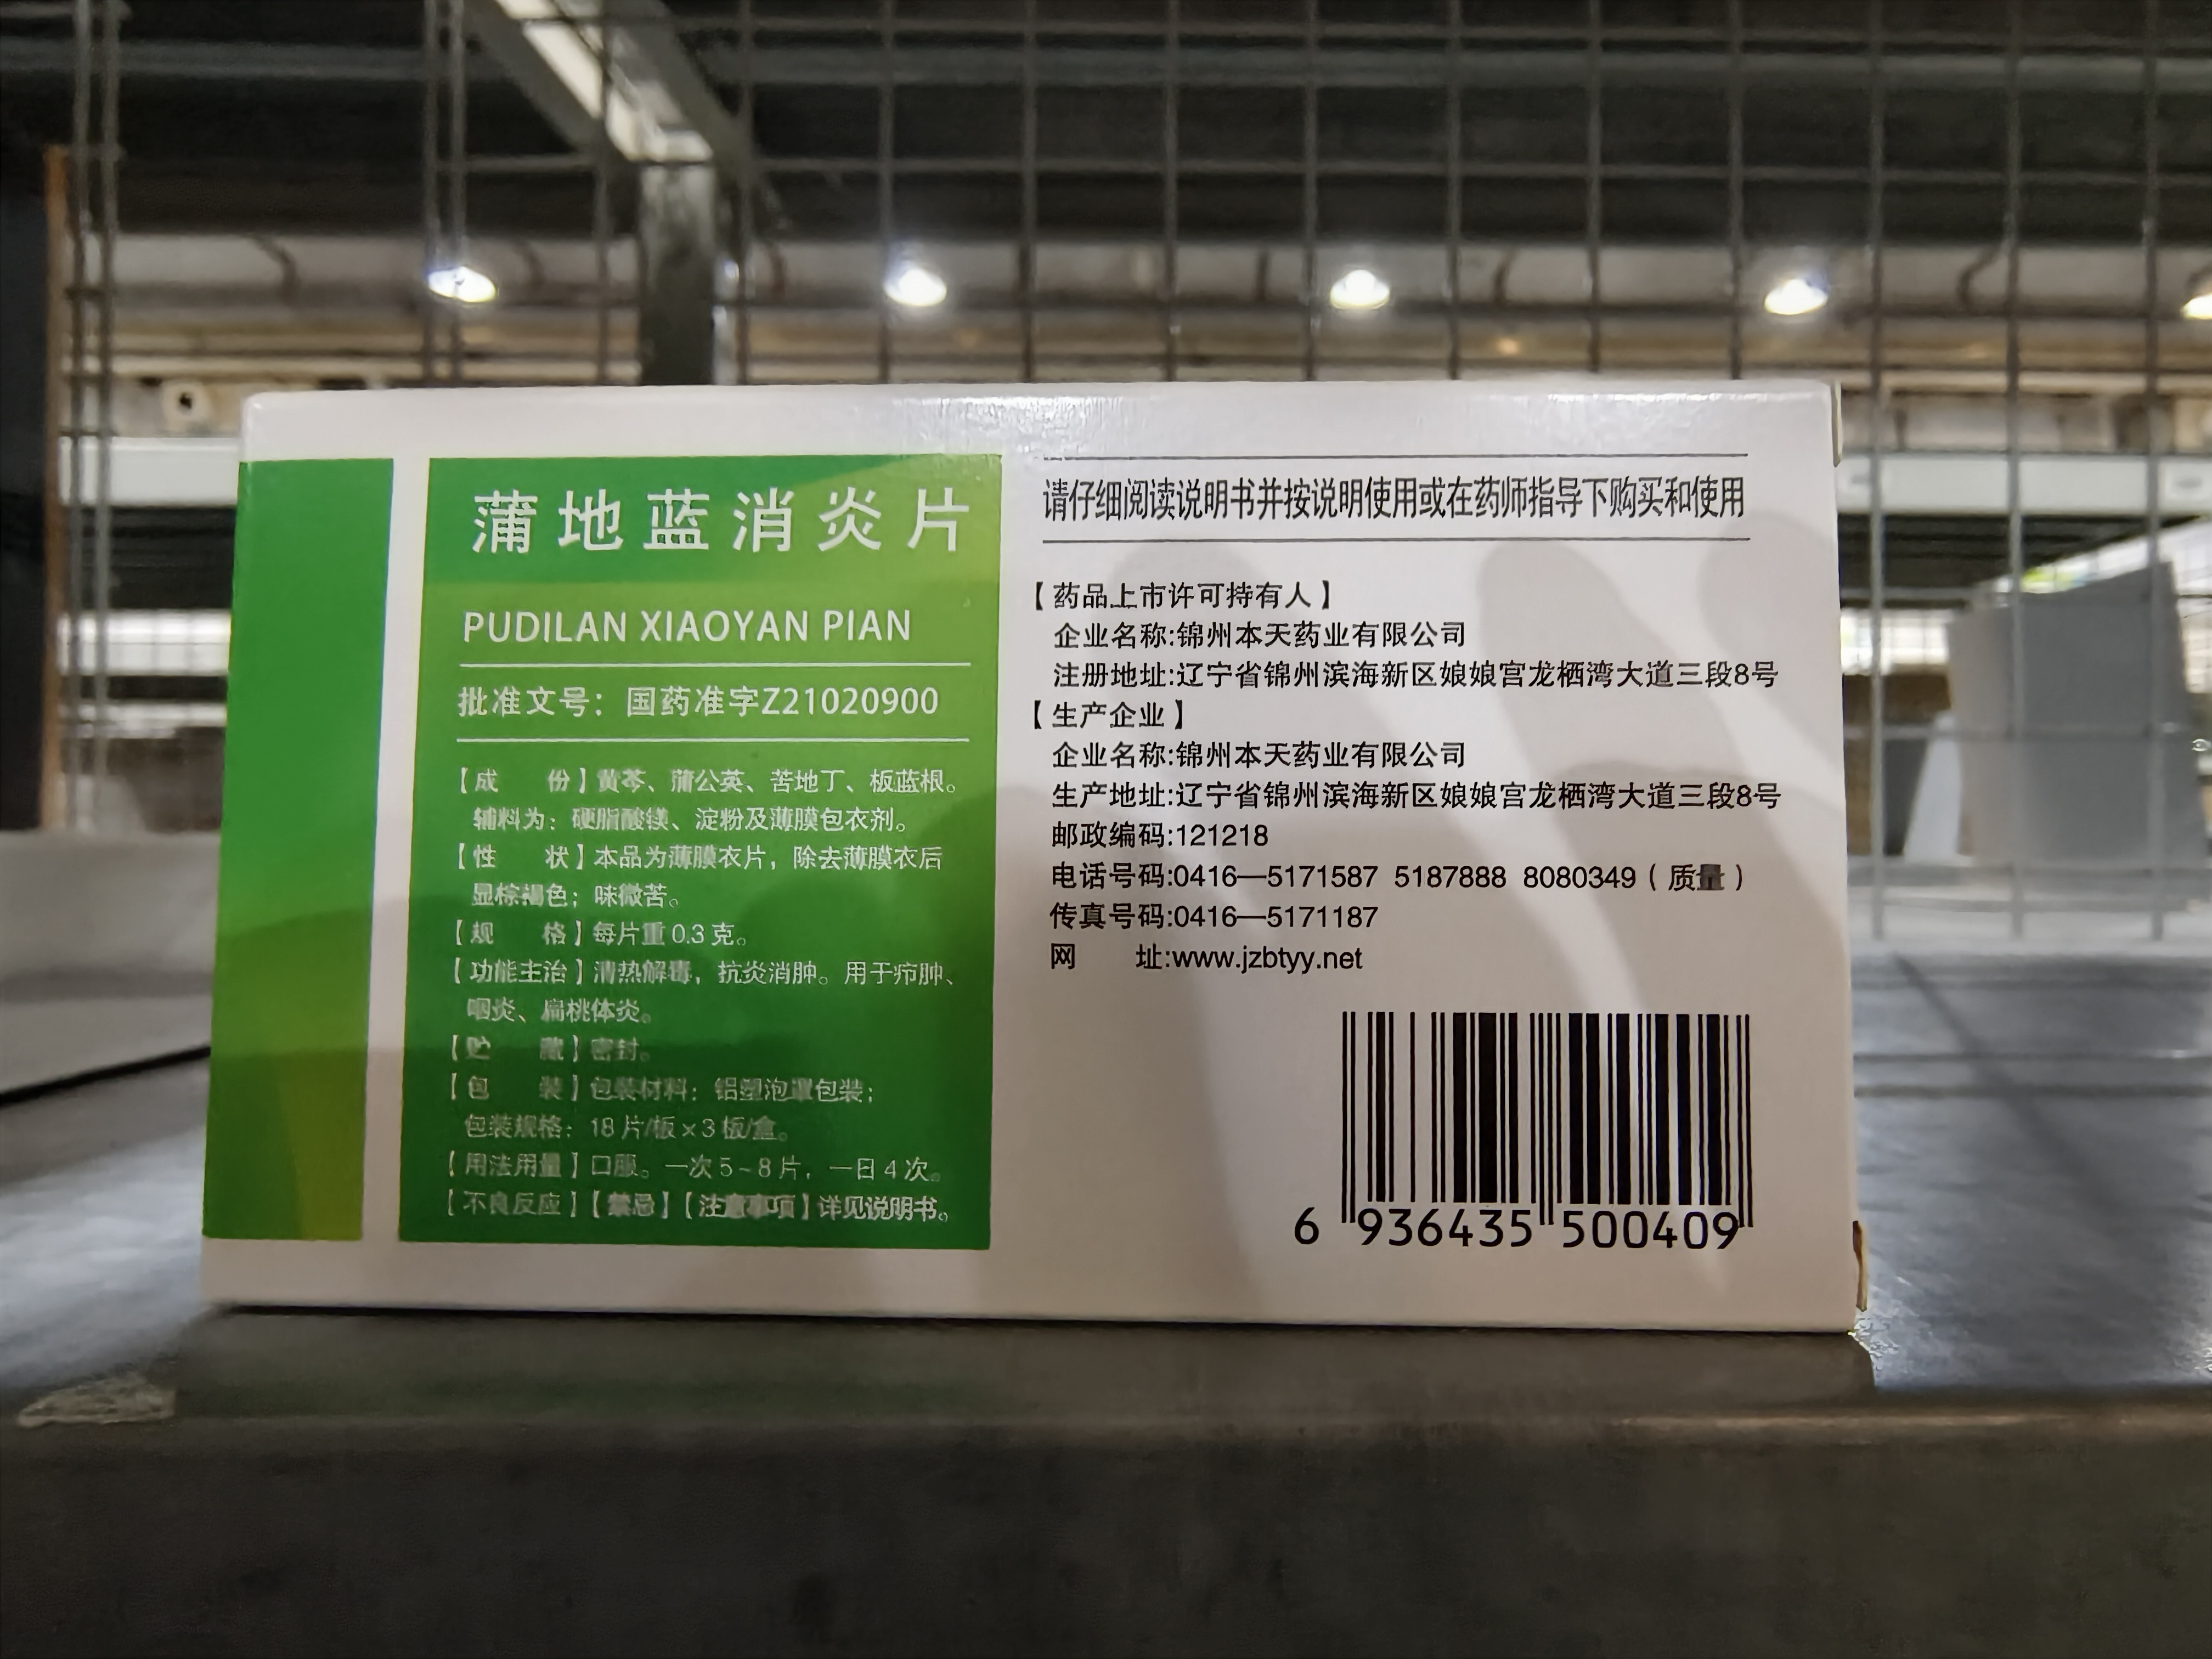 蒲地蓝消炎片
PUDILAN XIAOYAN PIAN
批准文号：国药准字Z21020900
【成　　份】黄芩、蒲公英、苦地丁、板蓝根。
辅料为：硬脂酸镁、淀粉及薄膜包衣剂。
【性　　状】本品为薄膜衣片，除去薄膜衣后
显棕褐色；味微苦。
【规　　格】每片重0.3克。
【功能主治】清热解毒，抗炎消肿。用于疖肿、
咽炎、扁桃体炎。
【贮　　藏】密封。
【包　　装】包装材料：铝塑泡罩包装；
包装规格：18片/板×3板/盒。
【用法用量】口服。一次5~8片，一日4次。
【不良反应】【禁忌】【注意事项】详见说明书。
请仔细阅读说明书并按说明使用或在药师指导下购买和使用
【药品上市许可持有人】
企业名称:锦州本天药业有限公司
注册地址:辽宁省锦州滨海新区娘娘宫龙栖湾大道三段8号
【生产企业】
企业名称:锦州本天药业有限公司
生产地址:辽宁省锦州滨海新区娘娘宫龙栖湾大道三段8号
邮政编码:121218
电话号码:0416—5171587 5187888 8080349（质量）
传真号码:0416—5171187
网　　址:www.jzbtyy.net
6 936435 500409